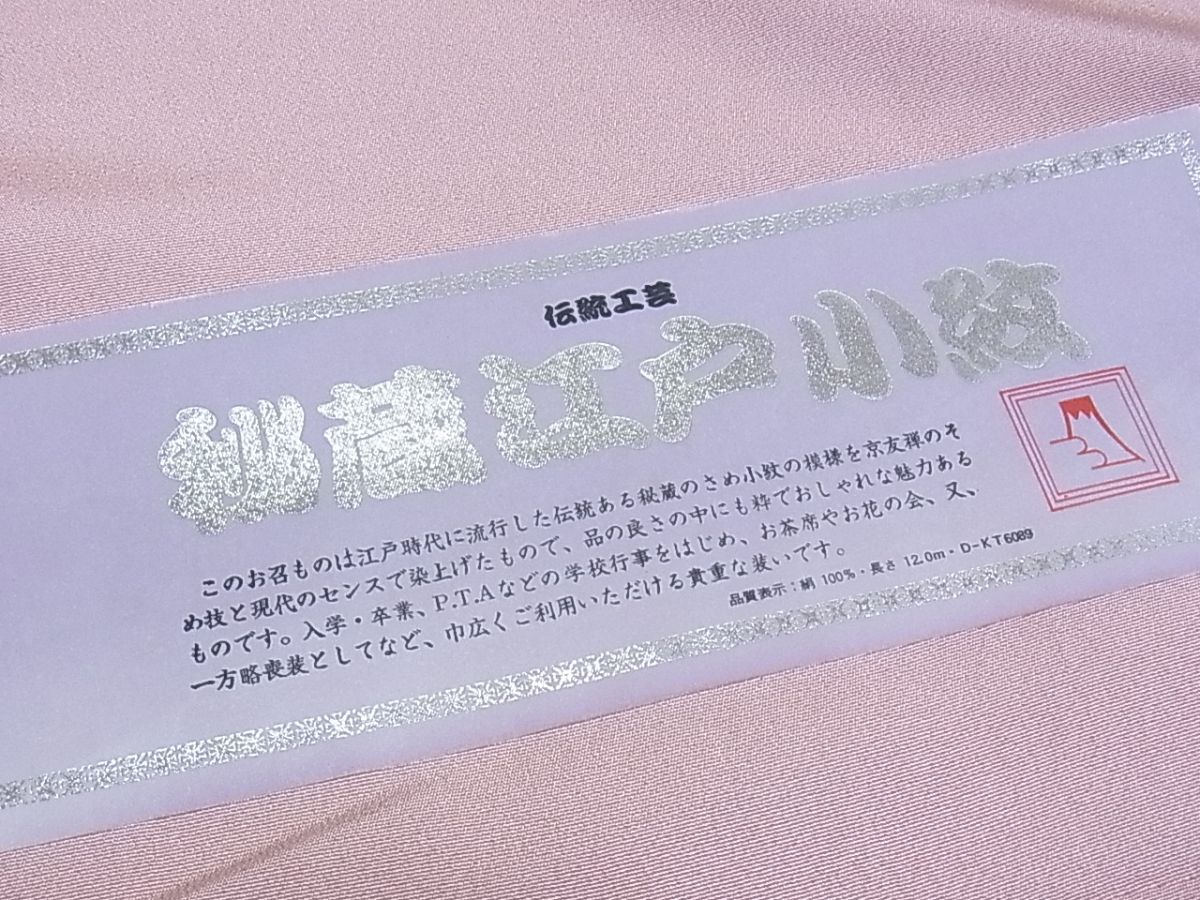 伝統工芸
秘蔵江戸小紋
このお召ものは江戸時代に流行した伝統ある秘蔵のさめ小紋の模様を京友禅のそ
め技と現代のセンスで染上げたもので、品の良さの中にも粋でおしゃれな魅力ある
ものです。入学・卒業、P.T.Aなどの学校行事をはじめ、お茶席やお花の会、又、
一方略喪装としてなど、巾広くご利用いただける貴重な装いです。
品質表示：絹 100%・長さ 12.0m・D-KT6089